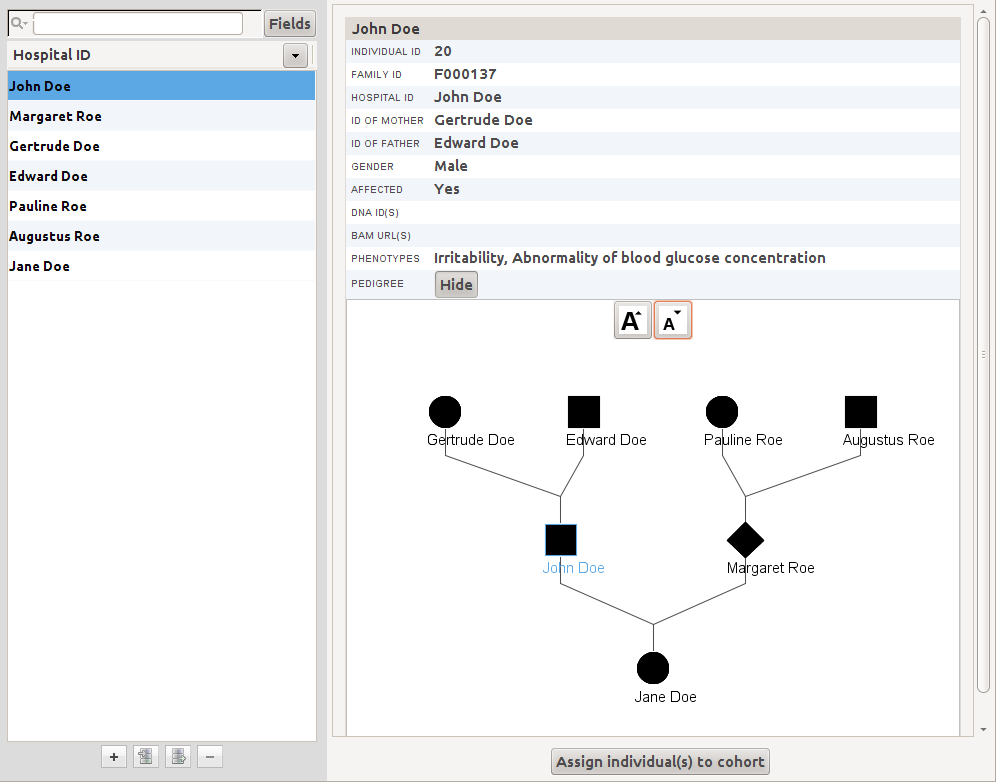 Fields
Hospital ID
John Doe
Margaret Roe
Gertrude Doe
Edward Doe
Pauline Roe
Augustus Roe
Jane Doe
+
−
John Doe
INDIVIDUAL ID 20
FAMILY ID F000137
HOSPITAL ID John Doe
ID OF MOTHER Gertrude Doe
ID OF FATHER Edward Doe
GENDER Male
AFFECTED Yes
DNA ID(S)
BAM URL(S)
PHENOTYPES Irritability, Abnormality of blood glucose concentration
PEDIGREE Hide
A A
Gertrude Doe Edward Doe Pauline Roe Augustus Roe
John Doe Margaret Roe
Jane Doe
Assign individual(s) to cohort